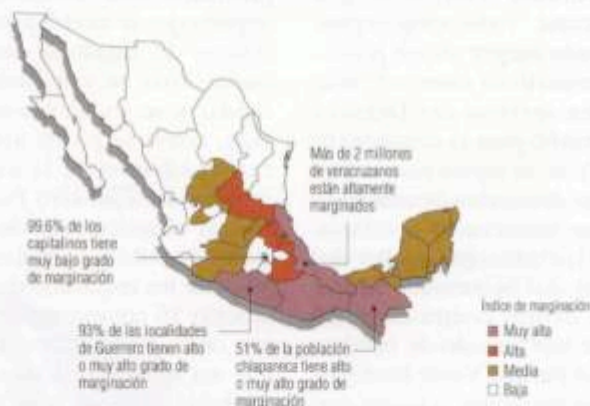 Más de 2 millones
de veracruzanos
están altamente
marginados
99.6% de los
capitalinos tiene
muy bajo grado
de marginación
93% de las localidades
de Guerrero tienen alto
o muy alto grado de
marginación
51% de la población
chiapaneca tiene alto
o muy alto grado de
marginación
Índice de marginación
Muy alta
Alta
Media
Baja